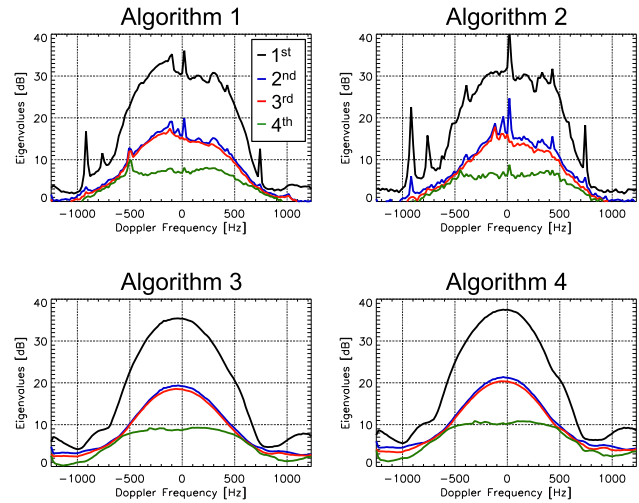 Algorithm 1
Algorithm 2
40
30
20
10
0
Eigenvalues [dB]
1st
2nd
3rd
4th
-1000 -500 0 500 1000
Doppler Frequency [Hz]
40
30
20
10
0
Eigenvalues [dB]
-1000 -500 0 500 1000
Doppler Frequency [Hz]
Algorithm 3
Algorithm 4
40
30
20
10
0
Eigenvalues [dB]
-1000 -500 0 500 1000
Doppler Frequency [Hz]
40
30
20
10
0
Eigenvalues [dB]
-1000 -500 0 500 1000
Doppler Frequency [Hz]